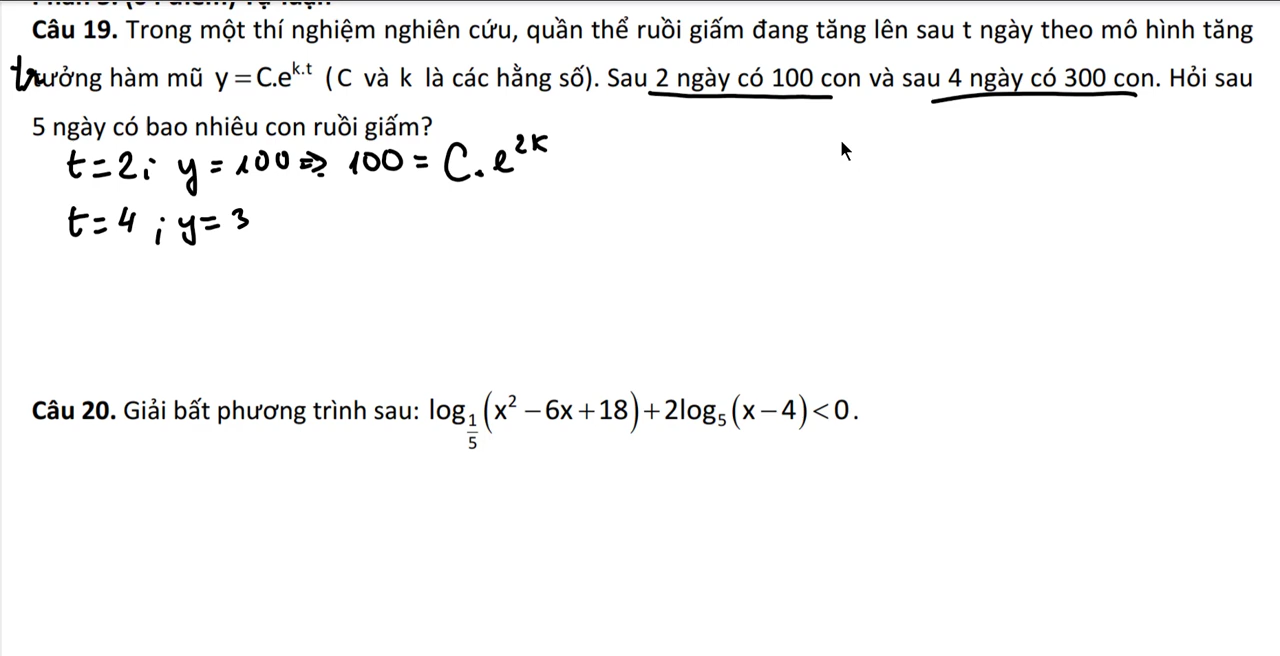 Câu 19. Trong một thí nghiệm nghiên cứu, quần thể ruồi giấm đang tăng lên sau t ngày theo mô hình tăng
trưởng hàm mũ y = C.e^{k.t} (C và k là các hằng số). Sau 2 ngày có 100 con và sau 4 ngày có 300 con. Hỏi sau
5 ngày có bao nhiêu con ruồi giấm?
t = 2 ; y = 100 => 100 = C . e^{2k}
t = 4 ; y = 3
Câu 20. Giải bất phương trình sau: log_{1/5}(x² − 6x + 18) + 2log₅(x − 4) < 0.